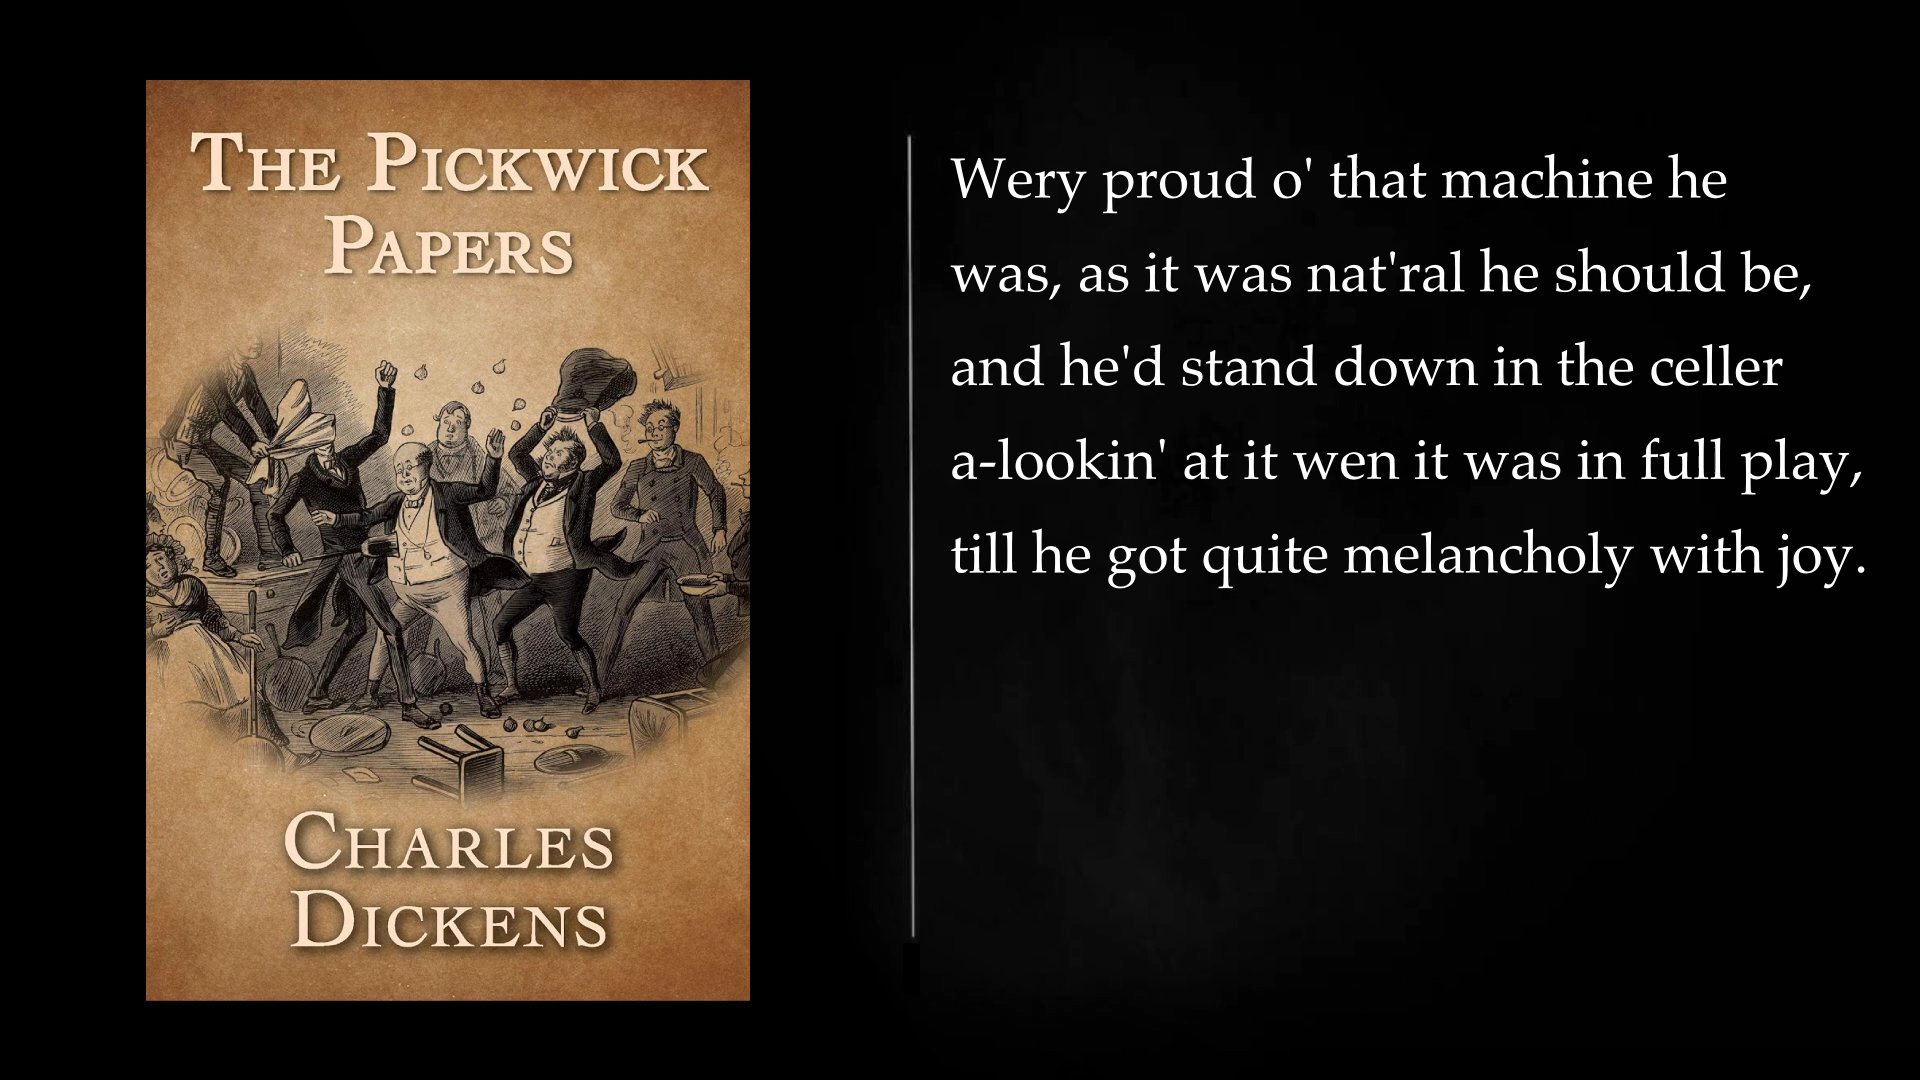 THE PICKWICK
PAPERS
CHARLES
DICKENS
Wery proud o' that machine he
was, as it was nat'ral he should be,
and he'd stand down in the celler
a-lookin' at it wen it was in full play,
till he got quite melancholy with joy.